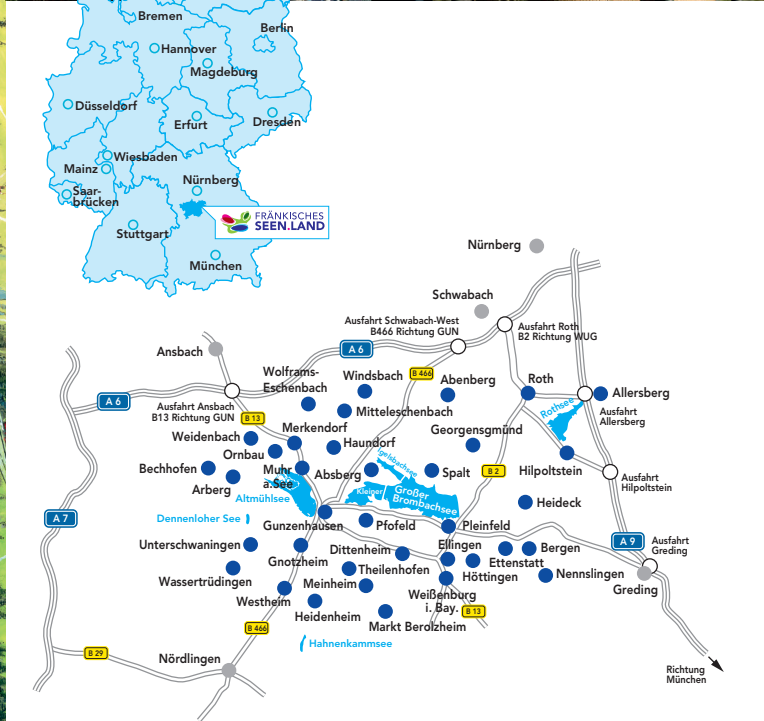 Bremen
Berlin
Hannover
Magdeburg
Düsseldorf
Erfurt
Dresden
Wiesbaden
Mainz
Nürnberg
Saar-
brücken
FRÄNKISCHES
SEEN.LAND
Stuttgart
München
Nürnberg
Schwabach
Ausfahrt Schwabach-West
B466 Richtung GUN
Ausfahrt Roth
B2 Richtung WUG
Ansbach
A 6
Wolframs-
Eschenbach
Windsbach
B 466
Abenberg
Roth
Allersberg
A 6
Ausfahrt Ansbach
B13 Richtung GUN
B 13
Mitteleschenbach
Rothsee
Ausfahrt
Allersberg
Merkendorf
Georgensgmünd
Weidenbach
Haundorf
Ornbau
Igelsbachsee
Hilpoltstein
Bechhofen
Muhr
a.See
Absberg
Spalt
B 2
Ausfahrt
Hilpoltstein
Arberg
Altmühlsee
Kleiner
Großer
Brombachsee
Heideck
A 7
Dennenloher See
Gunzenhausen
Pfofeld
Pleinfeld
A 9
Ausfahrt
Greding
Unterschwaningen
Gnotzheim
Dittenheim
Ellingen
Ettenstatt
Bergen
Wassertrüdingen
Theilenhofen
Höttingen
Nennslingen
Greding
Meinheim
Westheim
Weißenburg
i. Bay.
B 13
Heidenheim
Markt Berolzheim
B 466
Hahnenkammsee
B 29
Nördlingen
Richtung
München